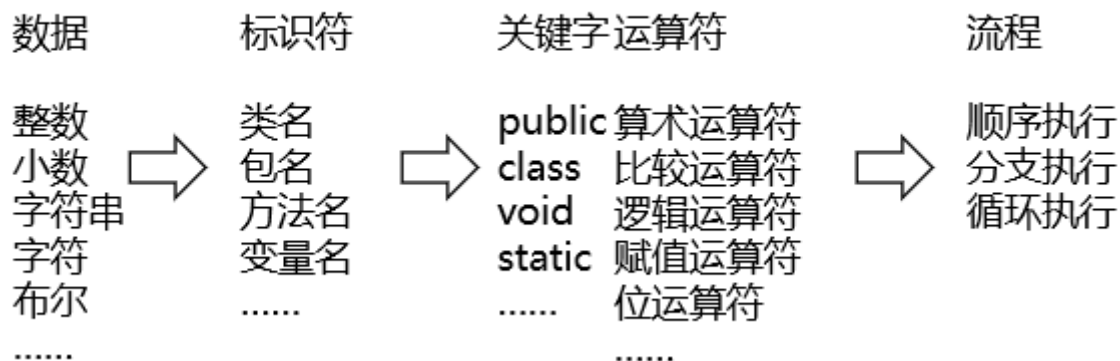 数据 标识符 关键字 运算符 流程
整数 类名 public 算术运算符 顺序执行
小数 包名 class 比较运算符 分支执行
字符串 方法名 void 逻辑运算符 循环执行
字符 变量名 static 赋值运算符
布尔 …… …… 位运算符
…… ……